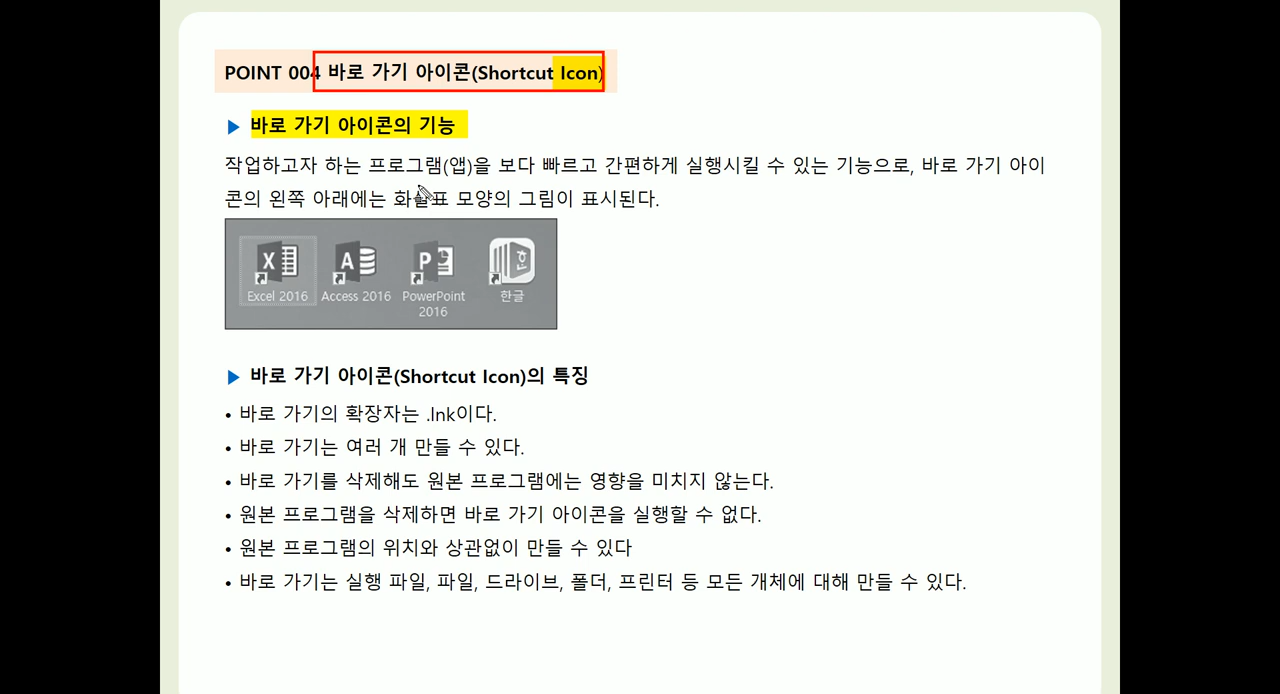 POINT 004 바로 가기 아이콘(Shortcut Icon)
▶ 바로 가기 아이콘의 기능
작업하고자 하는 프로그램(앱)을 보다 빠르고 간편하게 실행시킬 수 있는 기능으로, 바로 가기 아이
콘의 왼쪽 아래에는 화살표 모양의 그림이 표시된다.
Excel 2016 Access 2016 PowerPoint 2016 한글
▶ 바로 가기 아이콘(Shortcut Icon)의 특징
• 바로 가기의 확장자는 .lnk이다.
• 바로 가기는 여러 개 만들 수 있다.
• 바로 가기를 삭제해도 원본 프로그램에는 영향을 미치지 않는다.
• 원본 프로그램을 삭제하면 바로 가기 아이콘을 실행할 수 없다.
• 원본 프로그램의 위치와 상관없이 만들 수 있다
• 바로 가기는 실행 파일, 파일, 드라이브, 폴더, 프린터 등 모든 개체에 대해 만들 수 있다.